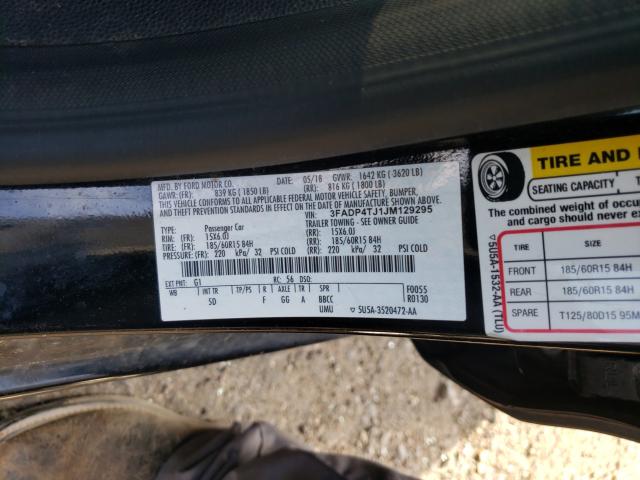 MFD. BY FORD MOTOR CO.
DATE: 05/18 GVWR: 1642 KG ( 3620 LB)
GAWR: (FR): 839 KG ( 1850 LB) (RR): 816 KG ( 1800 LB)
THIS VEHICLE CONFORMS TO ALL APPLICABLE FEDERAL MOTOR VEHICLE SAFETY, BUMPER,
AND THEFT PREVENTION STANDARDS IN EFFECT ON THE DATE OF MANUFACTURE SHOWN ABOVE.
VIN: 3FADP4TJ1JM129295
TYPE: Passenger Car TRAILER TOWING - SEE OWNER GUIDE
RIM: (FR): 15X6.0J (RR): 15X6.0J
TIRE: (FR): 185/60R15 84H (RR): 185/60R15 84H
PRESSURE: (FR): 220 kPa/ 32 PSI COLD (RR): 220 kPa/ 32 PSI COLD
EXT PNT: G1 RC: 56 DSO: F0055
WB INT TR TP/PS R AXLE TR SPR R0130
5D F GG A BBCC
UMU ▽ 5U5A-3520472-AA
▽ 5U5A-1532-AA (TLU)
TIRE AND
SEATING CAPACITY
The combined weight of occu
and cargo should never
TIRE SIZE
FRONT 185/60R15 84H
REAR 185/60R15 84H
SPARE T125/80D15 95M